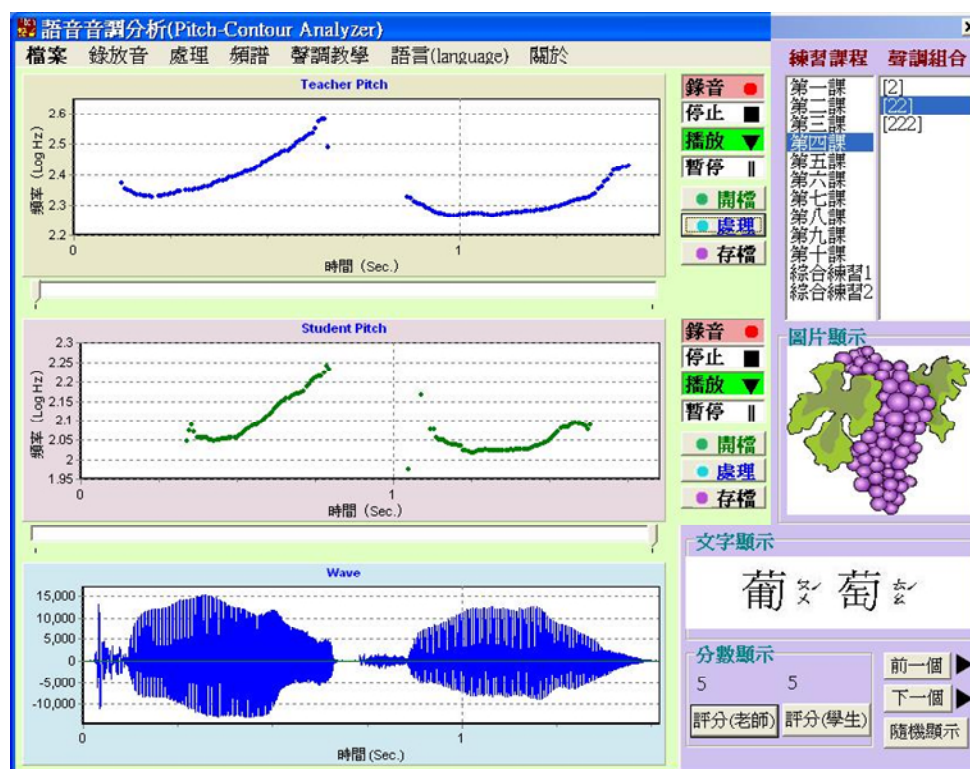 語音音調分析(Pitch-Contour Analyzer)
檔案 錄放音 處理 頻譜 聲調教學 語言(language) 關於
Teacher Pitch
頻率 (Log Hz)
2.6
2.5
2.4
2.3
2.2
0 1
時間 (Sec.)
錄音
停止
播放
暫停
開檔
處理
存檔
Student Pitch
頻率 (Log Hz)
2.3
2.25
2.2
2.15
2.1
2.05
2
1.95
0 1
時間 (Sec.)
錄音
停止
播放
暫停
開檔
處理
存檔
Wave
15,000
10,000
5,000
0
-5,000
-10,000
0 1
時間 (Sec.)
練習課程 聲調組合
第一課
第二課
第三課
第四課
第五課
第六課
第七課
第八課
第九課
第十課
綜合練習1
綜合練習2
[2]
[22]
[222]
圖片顯示
文字顯示
葡 ㄆㄨˊ 萄 ㄊㄠˊ
分數顯示
5 5
評分(老師) 評分(學生)
前一個
下一個
隨機顯示